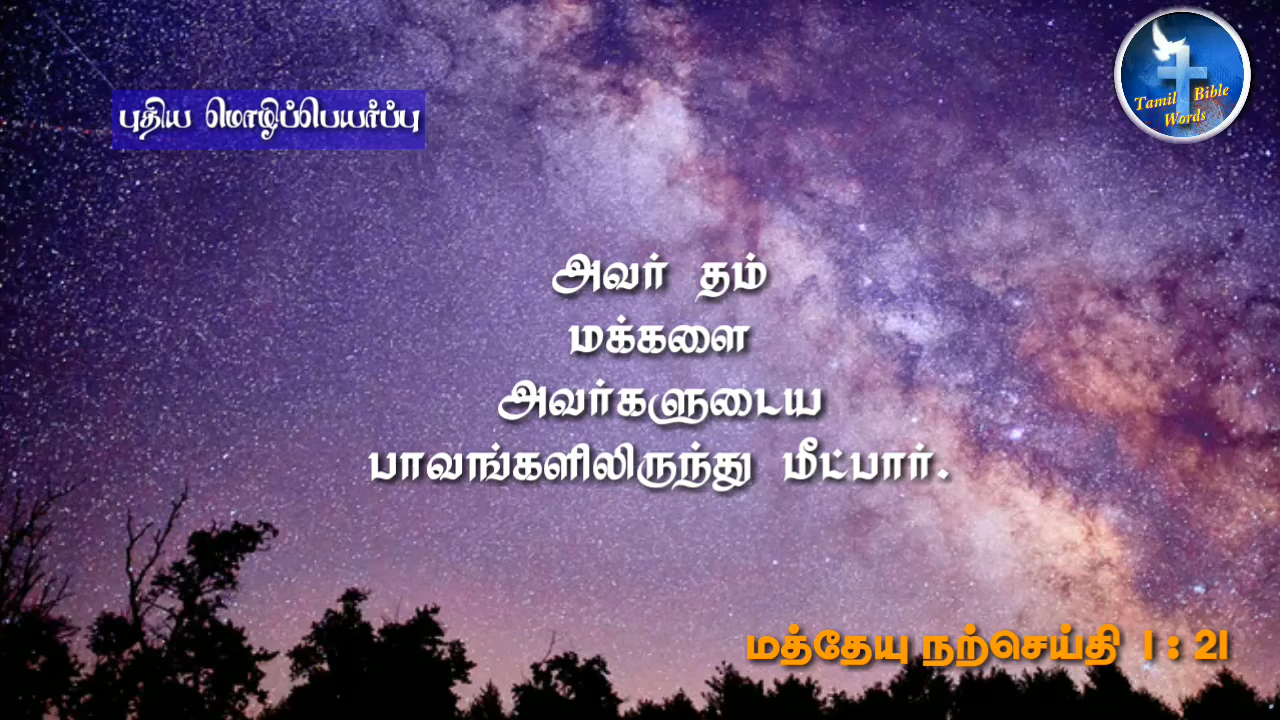 புதிய மொழிப்பெயர்ப்பு
Tamil Bible
Words
அவர் தம்
மக்களை
அவர்களுடைய
பாவங்களிலிருந்து மீட்பார்.
மத்தேயு நற்செய்தி 1 : 21